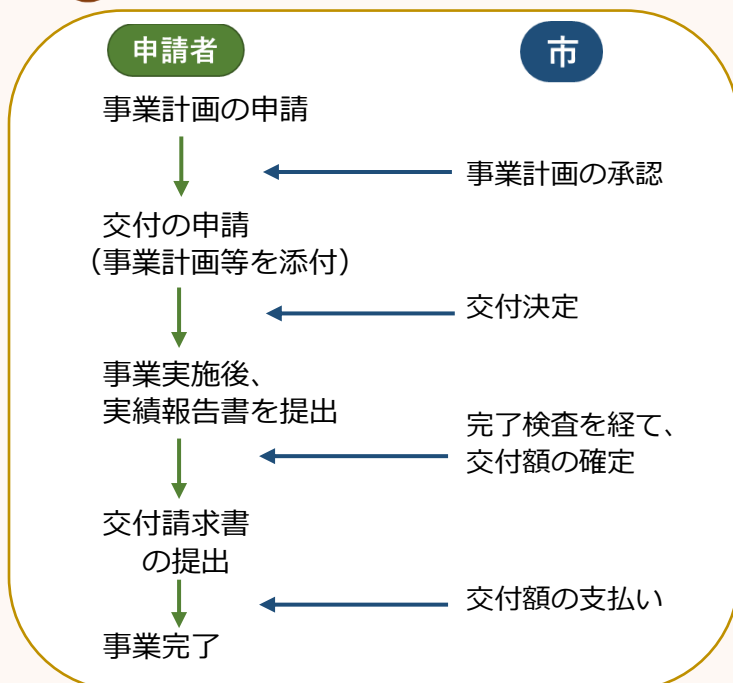 申請者
市
事業計画の申請
事業計画の承認
交付の申請
（事業計画等を添付）
交付決定
事業実施後、
実績報告書を提出
完了検査を経て、
交付額の確定
交付請求書
の提出
交付額の支払い
事業完了